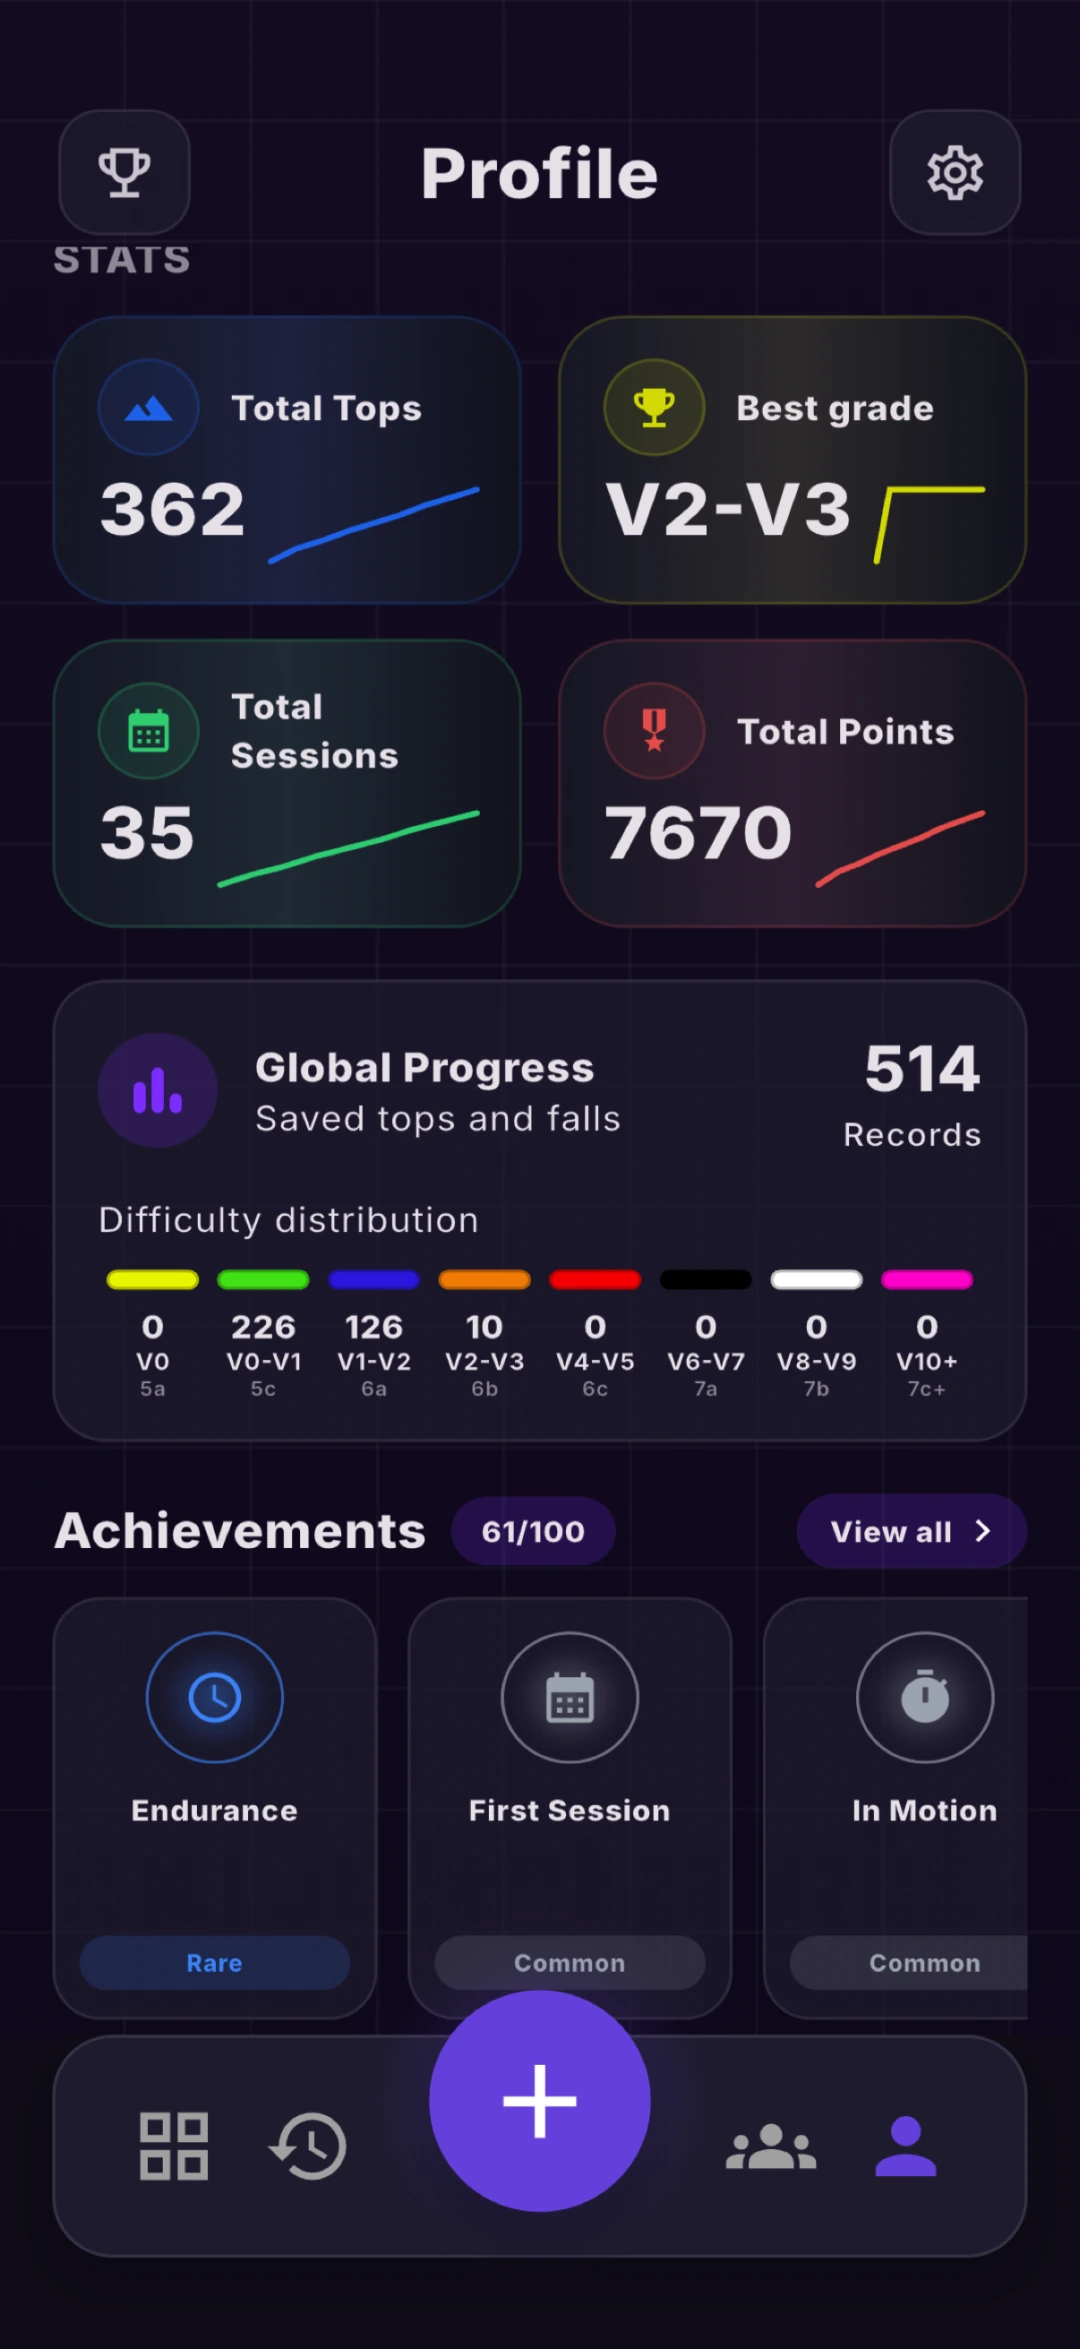 Profile
STATS
Total Tops
362
Best grade
V2-V3
Total
Sessions
35
Total Points
7670
Global Progress
Saved tops and falls
514
Records
Difficulty distribution
0 226 126 10 0 0 0 0
V0 V0-V1 V1-V2 V2-V3 V4-V5 V6-V7 V8-V9 V10+
5a 5c 6a 6b 6c 7a 7b 7c+
Achievements 61/100 View all
Endurance First Session In Motion
Rare Common Common